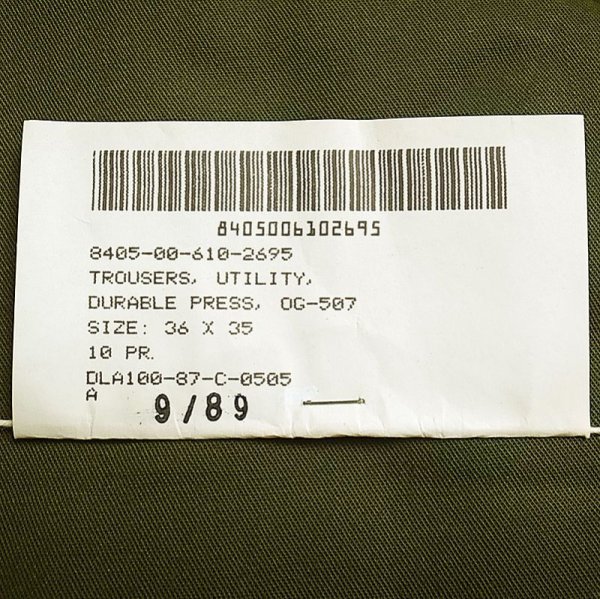 8405006102695
8405-00-610-2695
TROUSERS, UTILITY,
DURABLE PRESS, OG-507
SIZE: 36 X 35
10 PR.
DLA100-87-C-0505
A 9/89